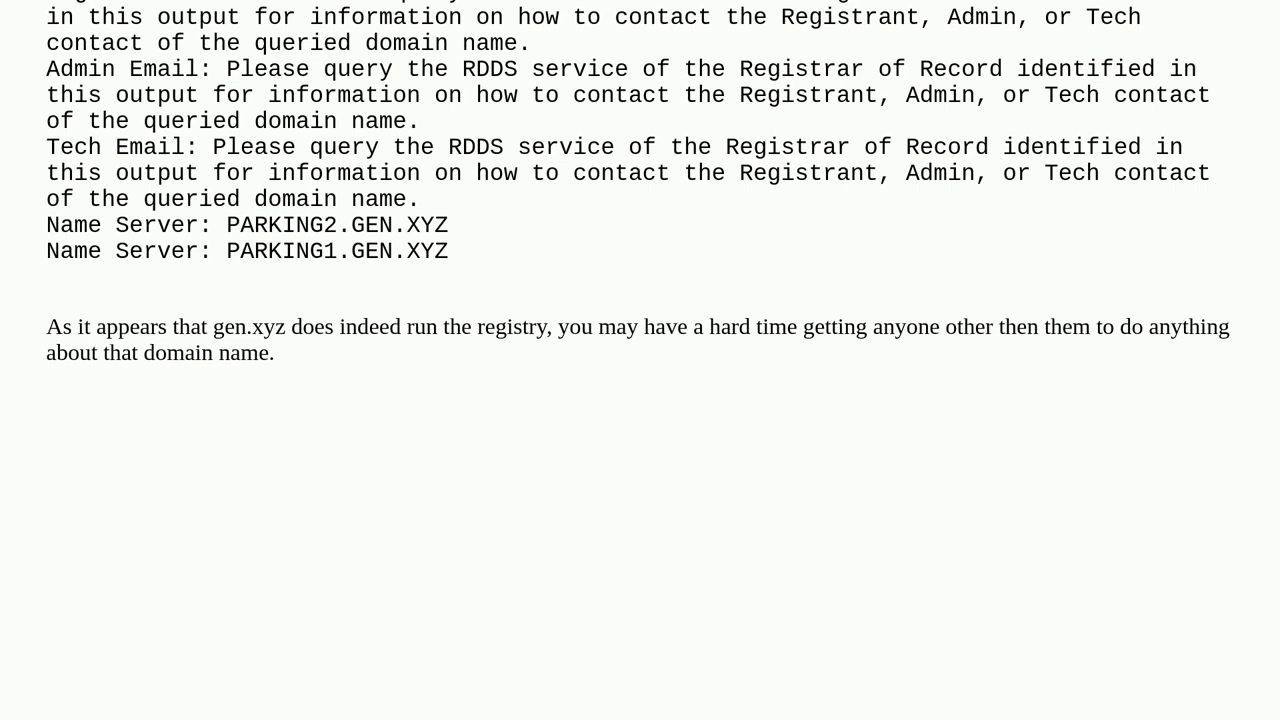 in this output for information on how to contact the Registrant, Admin, or Tech
contact of the queried domain name.
Admin Email: Please query the RDDS service of the Registrar of Record identified in
this output for information on how to contact the Registrant, Admin, or Tech contact
of the queried domain name.
Tech Email: Please query the RDDS service of the Registrar of Record identified in
this output for information on how to contact the Registrant, Admin, or Tech contact
of the queried domain name.
Name Server: PARKING2.GEN.XYZ
Name Server: PARKING1.GEN.XYZ
As it appears that gen.xyz does indeed run the registry, you may have a hard time getting anyone other then them to do anything
about that domain name.